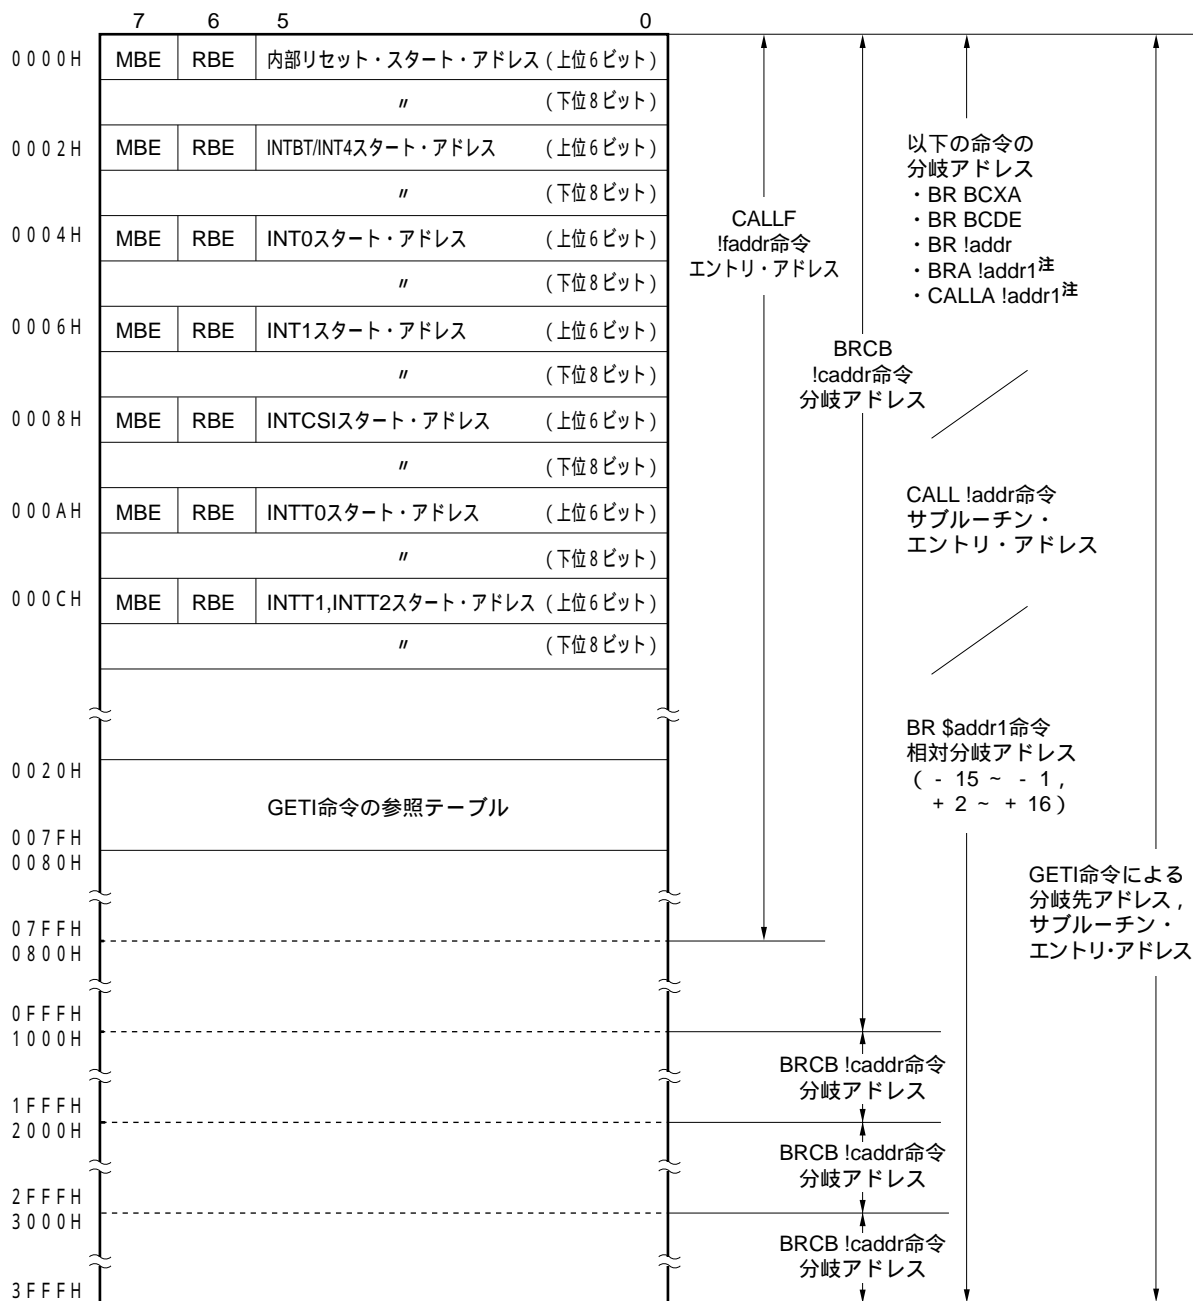 7 6 5 0
0000H MBE RBE 内部リセット・スタート・アドレス (上位6ビット)
〃 (下位8ビット)
0002H MBE RBE INTBT/INT4スタート・アドレス (上位6ビット)
〃 (下位8ビット)
0004H MBE RBE INT0スタート・アドレス (上位6ビット)
〃 (下位8ビット)
0006H MBE RBE INT1スタート・アドレス (上位6ビット)
〃 (下位8ビット)
0008H MBE RBE INTCSIスタート・アドレス (上位6ビット)
〃 (下位8ビット)
000AH MBE RBE INTT0スタート・アドレス (上位6ビット)
〃 (下位8ビット)
000CH MBE RBE INTT1,INTT2スタート・アドレス (上位6ビット)
〃 (下位8ビット)
0020H
GETI命令の参照テーブル
007FH
0080H
07FFH
0800H
0FFFH
1000H
1FFFH
2000H
2FFFH
3000H
3FFFH
CALLF
!faddr命令
エントリ・アドレス
BRCB
!caddr命令
分岐アドレス
BRCB !caddr命令
分岐アドレス
BRCB !caddr命令
分岐アドレス
BRCB !caddr命令
分岐アドレス
以下の命令の
分岐アドレス
・BR BCXA
・BR BCDE
・BR !addr
・BRA !addr1注
・CALLA !addr1注
CALL !addr命令
サブルーチン・
エントリ・アドレス
BR $addr1命令
相対分岐アドレス
( - 15 ~ - 1 ,
+ 2 ~ + 16 )
GETI命令による
分岐先アドレス,
サブルーチン・
エントリ・アドレス